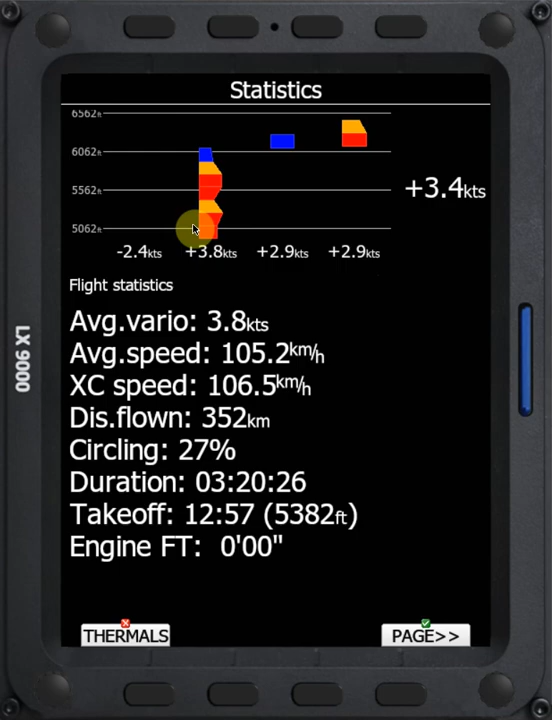 Statistics
6562ft
6062ft
5562ft
5062ft
+3.4kts
-2.4kts +3.8kts +2.9kts +2.9kts
Flight statistics
Avg.vario: 3.8kts
Avg.speed: 105.2km/h
XC speed: 106.5km/h
Dis.flown: 352km
Circling: 27%
Duration: 03:20:26
Takeoff: 12:57 (5382ft)
Engine FT: 0'00"
THERMALS PAGE>>
LX 9000